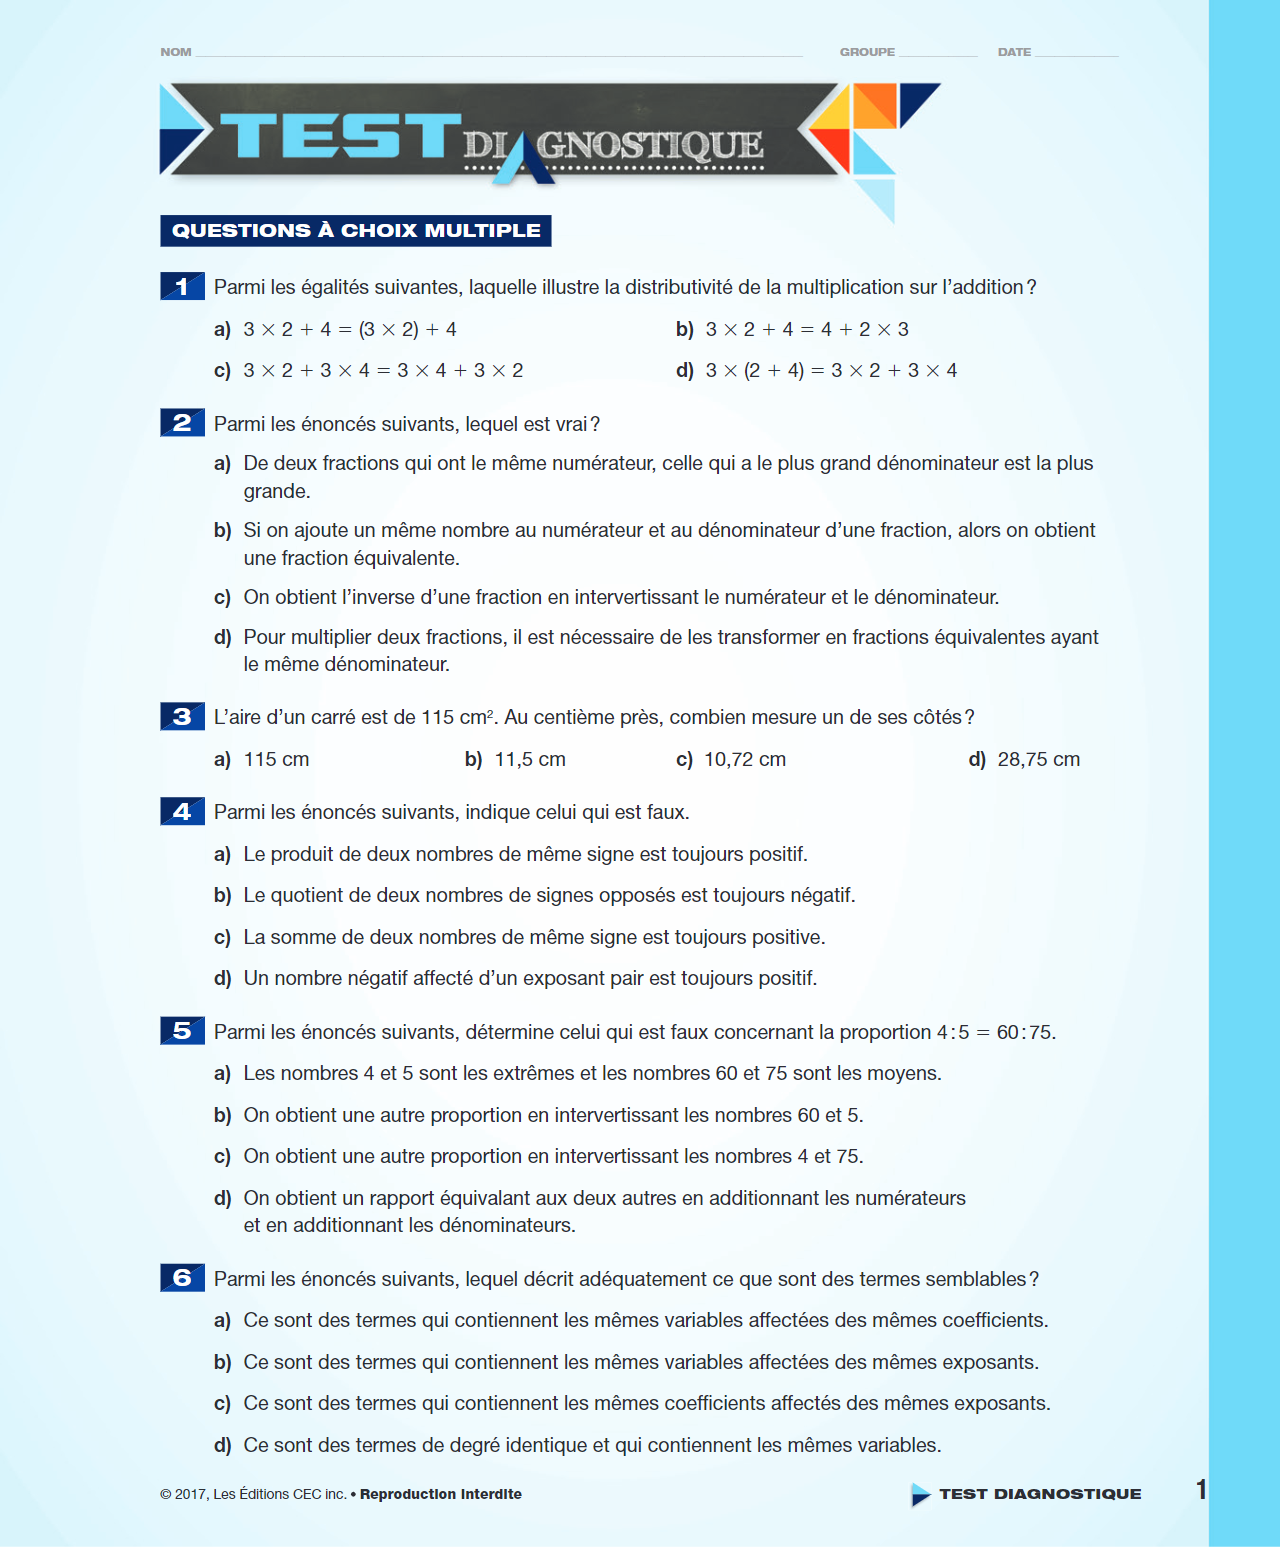 NOM GROUPE DATE
TEST DIAGNOSTIQUE
QUESTIONS À CHOIX MULTIPLE
1 Parmi les égalités suivantes, laquelle illustre la distributivité de la multiplication sur l’addition ?
a) 3 × 2 + 4 = (3 × 2) + 4 b) 3 × 2 + 4 = 4 + 2 × 3
c) 3 × 2 + 3 × 4 = 3 × 4 + 3 × 2 d) 3 × (2 + 4) = 3 × 2 + 3 × 4
2 Parmi les énoncés suivants, lequel est vrai ?
a) De deux fractions qui ont le même numérateur, celle qui a le plus grand dénominateur est la plus
grande.
b) Si on ajoute un même nombre au numérateur et au dénominateur d’une fraction, alors on obtient
une fraction équivalente.
c) On obtient l’inverse d’une fraction en intervertissant le numérateur et le dénominateur.
d) Pour multiplier deux fractions, il est nécessaire de les transformer en fractions équivalentes ayant
le même dénominateur.
3 L’aire d’un carré est de 115 cm². Au centième près, combien mesure un de ses côtés ?
a) 115 cm b) 11,5 cm c) 10,72 cm d) 28,75 cm
4 Parmi les énoncés suivants, indique celui qui est faux.
a) Le produit de deux nombres de même signe est toujours positif.
b) Le quotient de deux nombres de signes opposés est toujours négatif.
c) La somme de deux nombres de même signe est toujours positive.
d) Un nombre négatif affecté d’un exposant pair est toujours positif.
5 Parmi les énoncés suivants, détermine celui qui est faux concernant la proportion 4 : 5 = 60 : 75.
a) Les nombres 4 et 5 sont les extrêmes et les nombres 60 et 75 sont les moyens.
b) On obtient une autre proportion en intervertissant les nombres 60 et 5.
c) On obtient une autre proportion en intervertissant les nombres 4 et 75.
d) On obtient un rapport équivalant aux deux autres en additionnant les numérateurs
et en additionnant les dénominateurs.
6 Parmi les énoncés suivants, lequel décrit adéquatement ce que sont des termes semblables ?
a) Ce sont des termes qui contiennent les mêmes variables affectées des mêmes coefficients.
b) Ce sont des termes qui contiennent les mêmes variables affectées des mêmes exposants.
c) Ce sont des termes qui contiennent les mêmes coefficients affectés des mêmes exposants.
d) Ce sont des termes de degré identique et qui contiennent les mêmes variables.
© 2017, Les Éditions CEC inc. • Reproduction interdite TEST DIAGNOSTIQUE 1